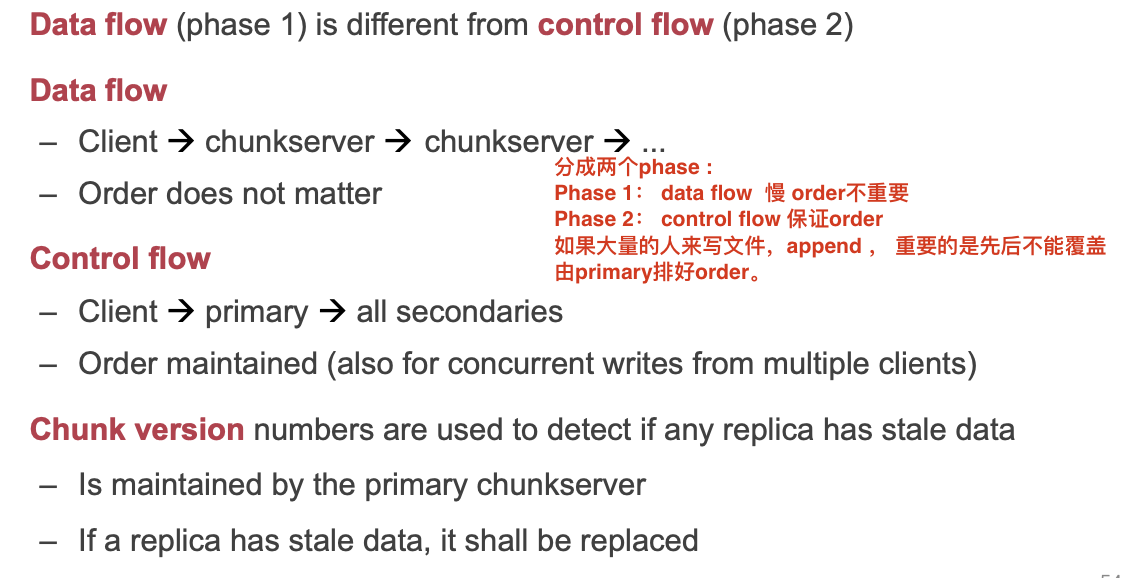 Data flow (phase 1) is different from control flow (phase 2)
Data flow
– Client → chunkserver → chunkserver → ...
– Order does not matter
分成两个phase :
Phase 1： data flow 慢 order不重要
Phase 2： control flow 保证order
如果大量的人来写文件，append ， 重要的是先后不能覆盖
由primary排好order。
Control flow
– Client → primary → all secondaries
– Order maintained (also for concurrent writes from multiple clients)
Chunk version numbers are used to detect if any replica has stale data
– Is maintained by the primary chunkserver
– If a replica has stale data, it shall be replaced